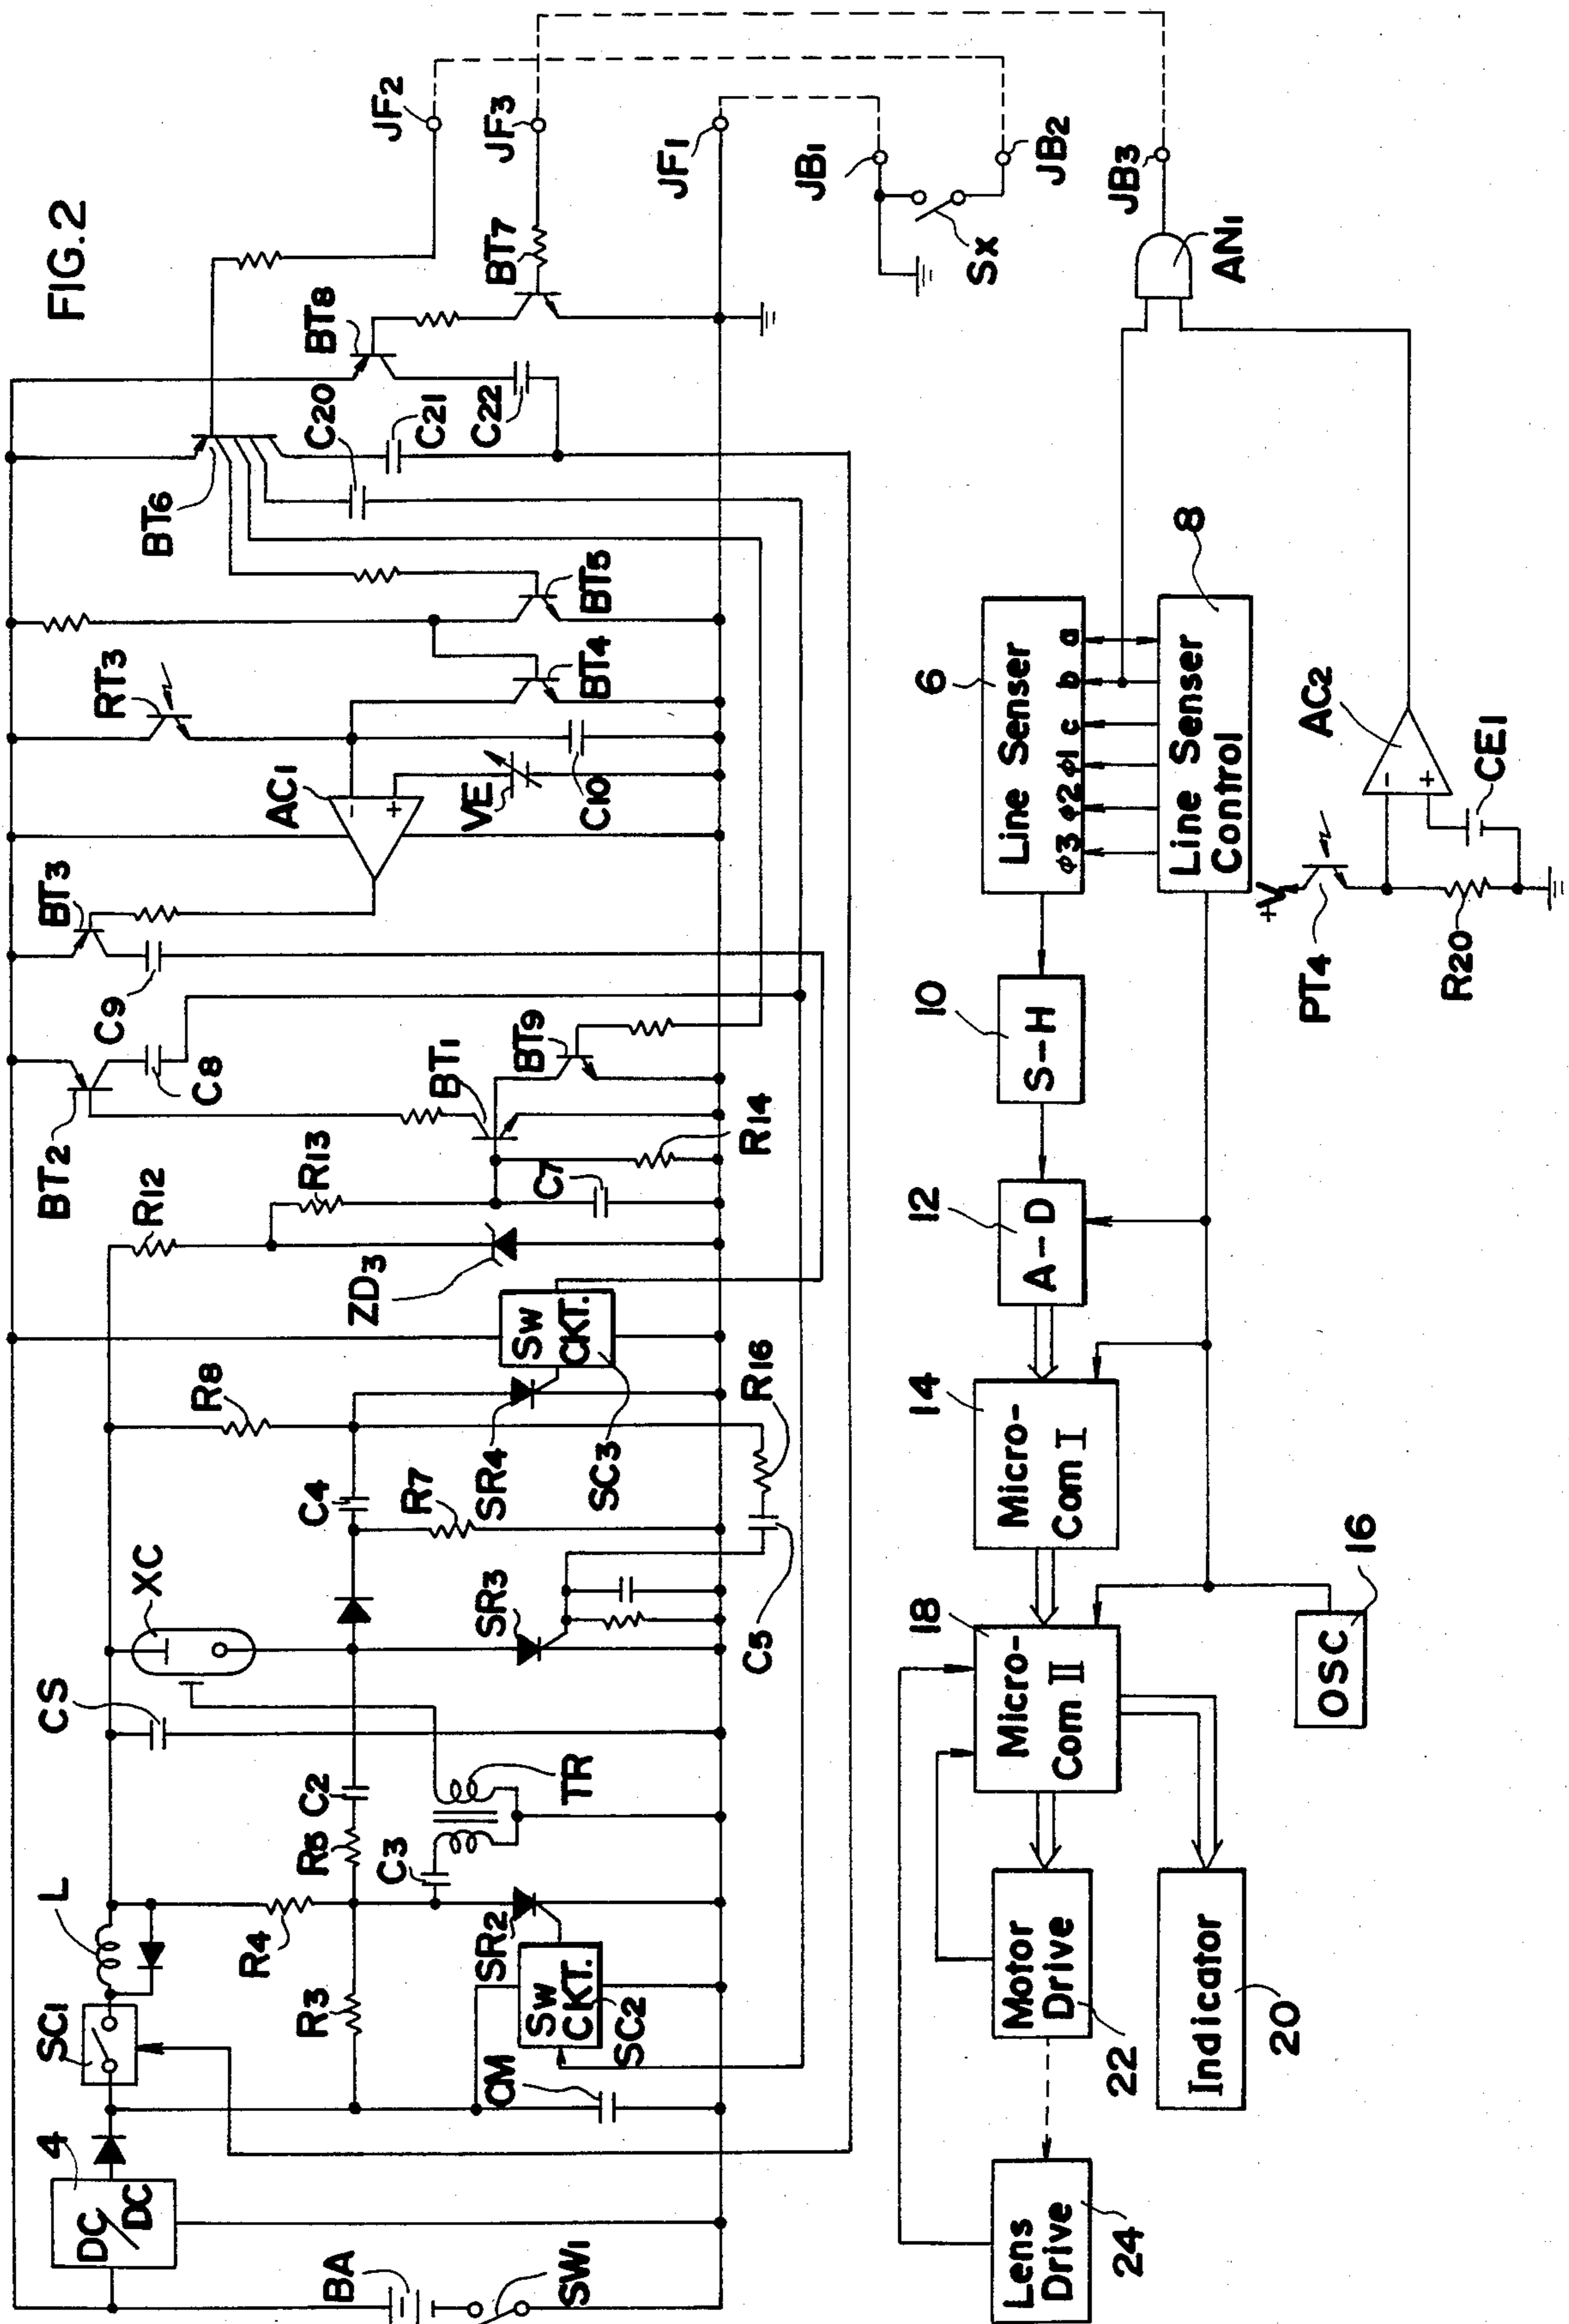 FIG.2
JF2
JF3
JF1
JB1
JB2
JB3
Sx
AN1
BT7
BT8
BT6
C20
C21
C22
BT5
BT4
RT3
AC1
VE
C10
BT3
C9
BT2
C8
BT1
BT9
R14
R12
R13
C7
ZD3
Sw
CKT.
SC3
R8
SR4
R16
C4
R7
XC
SR3
C5
CS
C2
R5
C3
TR
L
R4
SR2
R3
SC1
Sw
CKT.
SC2
CM
4
DC/DC
BA
SW1
6
Line Senser
φ3 φ2 φ1 c b a
8
Line Senser
Control
AC2
CE1
+V
PT4
R20
10
S-H
12
A-D
14
Micro-
Com I
16
OSC
18
Micro-
Com II
Motor
Drive
22
Indicator
20
Lens
Drive
24